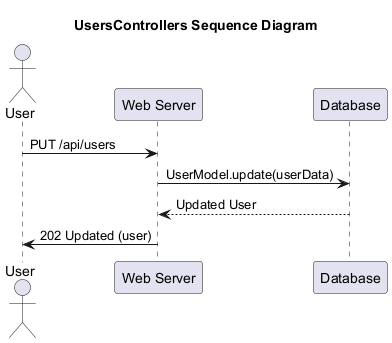 UsersControllers Sequence Diagram
User
Web Server
Database
PUT /api/users
UserModel.update(userData)
Updated User
202 Updated (user)
User
Web Server
Database